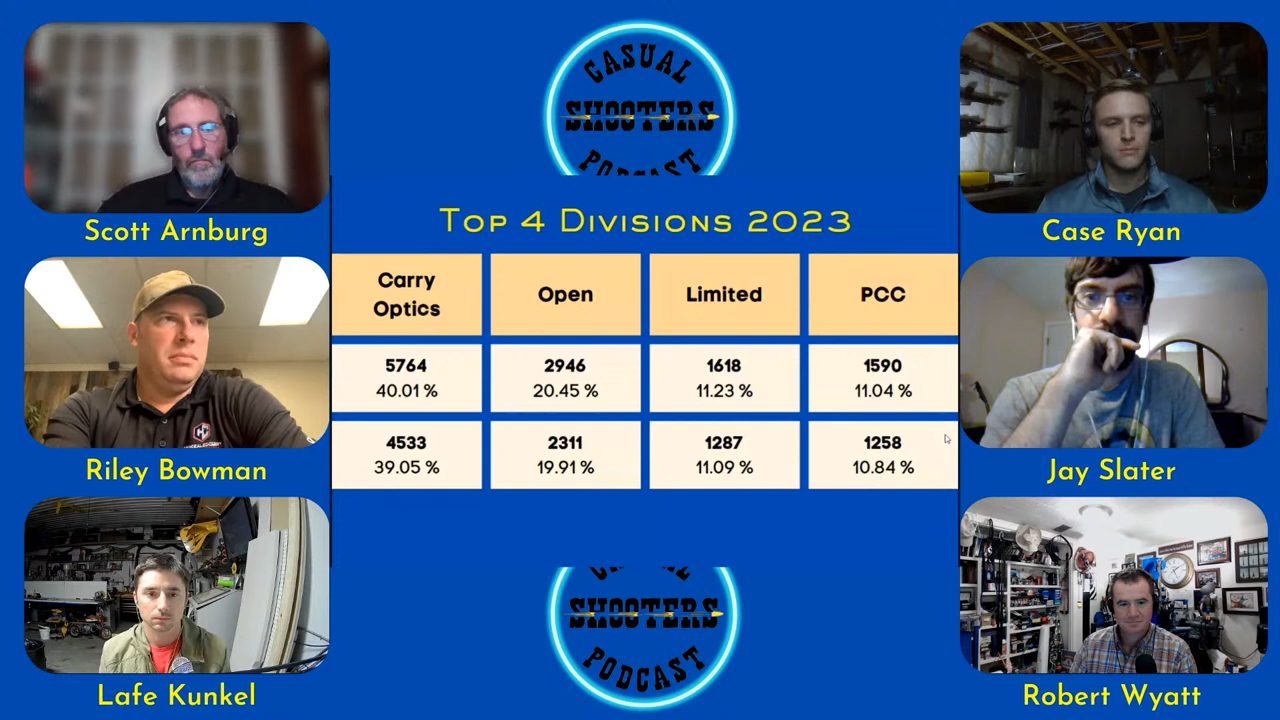 CASUAL
SHOOTERS
PODCAST
Top 4 Divisions 2023
Carry
Optics
Open
Limited
PCC
5764
2946
1618
1590
40.01 %
20.45 %
11.23 %
11.04 %
4533
2311
1287
1258
39.05 %
19.91 %
11.09 %
10.84 %
SHOOTERS
PODCAST
Scott Arnburg
Case Ryan
Riley Bowman
Jay Slater
Lafe Kunkel
Robert Wyatt